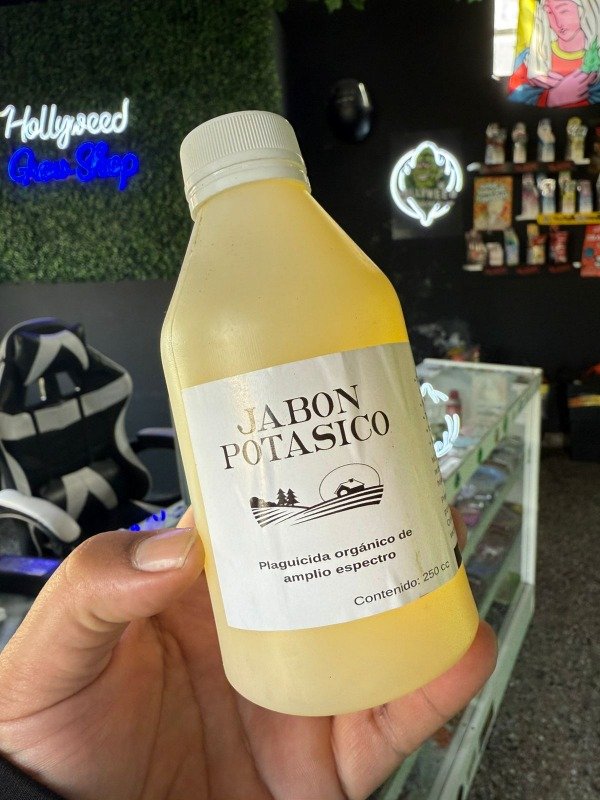 Hollyweed
Grow Shop
JABON
POTASICO
Plaguicida orgánico de
amplio espectro
Contenido: 250 cc